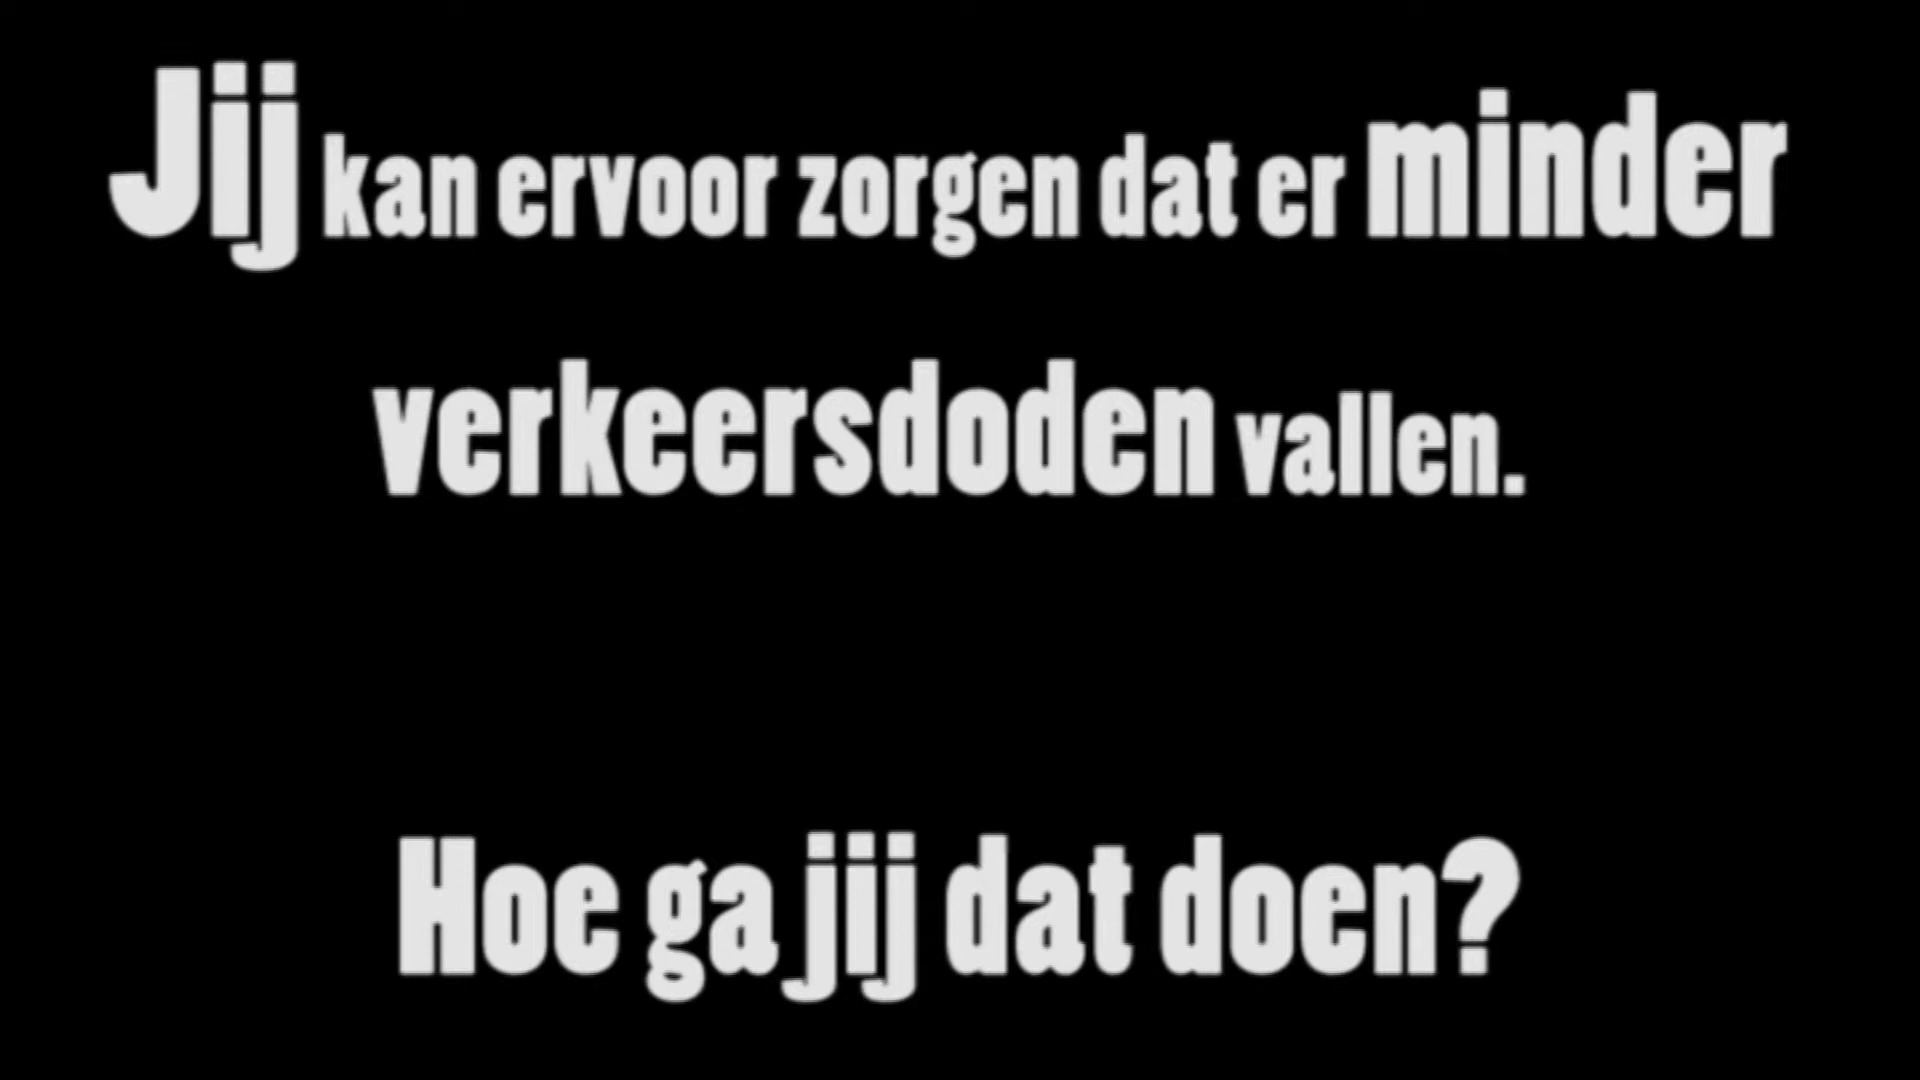 Jij kan ervoor zorgen dat er minder
verkeersdoden vallen.
Hoe ga jij dat doen?